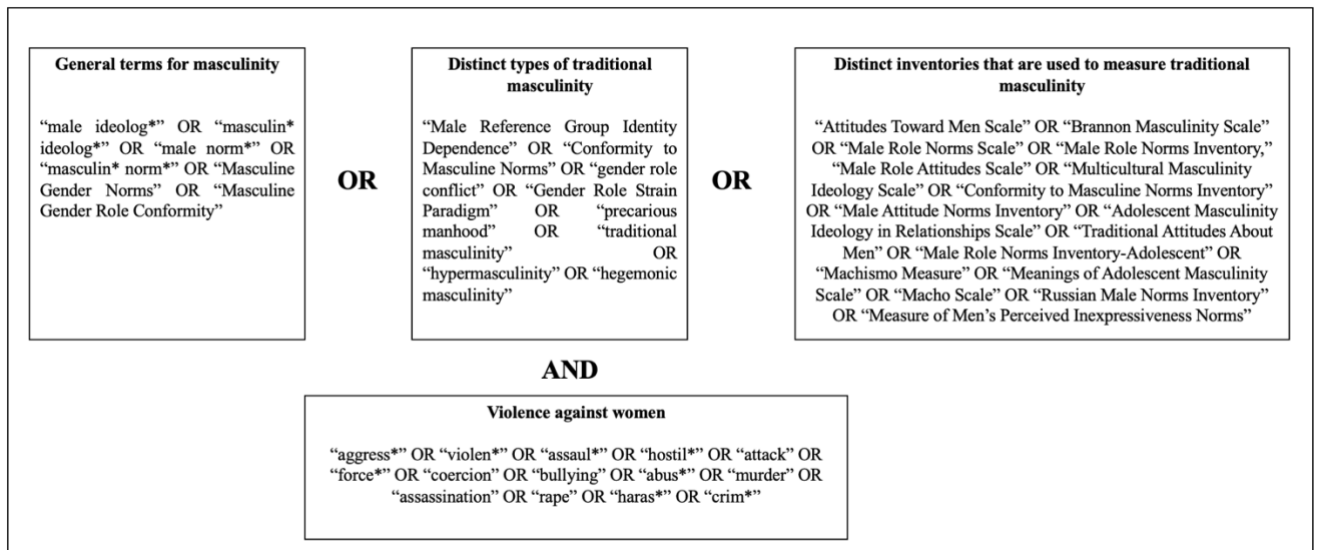 General terms for masculinity
“male ideolog*” OR “masculin*
ideolog*” OR “male norm*” OR
“masculin* norm*” OR “Masculine
Gender Norms” OR “Masculine
Gender Role Conformity”
OR
Distinct types of traditional
masculinity
“Male Reference Group Identity
Dependence” OR “Conformity to
Masculine Norms” OR “gender role
conflict” OR “Gender Role Strain
Paradigm” OR “precarious
manhood” OR “traditional
masculinity” OR
“hypermasculinity” OR “hegemonic
masculinity”
OR
Distinct inventories that are used to measure traditional
masculinity
“Attitudes Toward Men Scale” OR “Brannon Masculinity Scale”
OR “Male Role Norms Scale” OR “Male Role Norms Inventory,”
“Male Role Attitudes Scale” OR “Multicultural Masculinity
Ideology Scale” OR “Conformity to Masculine Norms Inventory”
OR “Male Attitude Norms Inventory” OR “Adolescent Masculinity
Ideology in Relationships Scale” OR “Traditional Attitudes About
Men” OR “Male Role Norms Inventory-Adolescent” OR
“Machismo Measure” OR “Meanings of Adolescent Masculinity
Scale” OR “Macho Scale” OR “Russian Male Norms Inventory”
OR “Measure of Men’s Perceived Inexpressiveness Norms”
AND
Violence against women
“aggress*” OR “violen*” OR “assaul*” OR “hostil*” OR “attack” OR
“force*” OR “coercion” OR “bullying” OR “abus*” OR “murder” OR
“assassination” OR “rape” OR “haras*” OR “crim*”